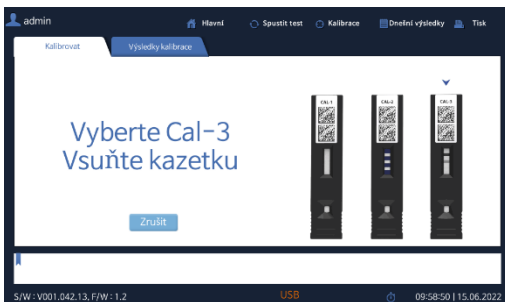 admin
Hlavní
Spustit test
Kalibrace
Dnešní výsledky
Tisk
Kalibrovat
Výsledky kalibrace
CAL-1
CAL-2
CAL-3
Vyberte Cal-3
Vsuňte kazetku
Zrušit
S/W : V001.042.13, F/W : 1.2
USB
09:58:50 | 15.06.2022